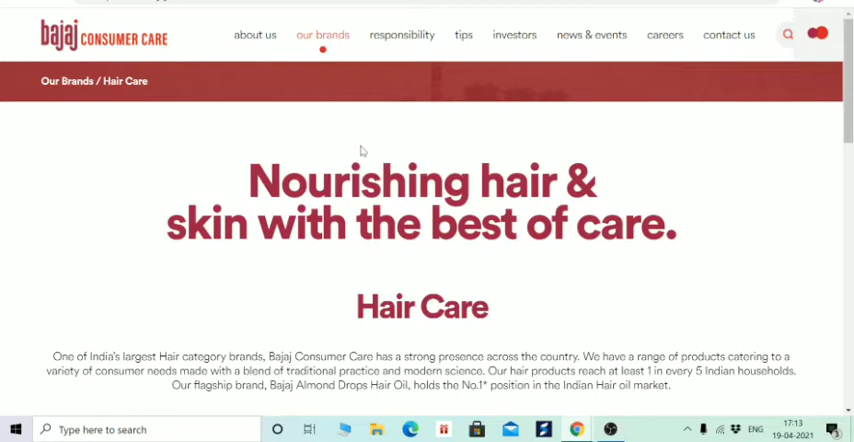 bajaj CONSUMER CARE
about us our brands responsibility tips investors news & events careers contact us
Our Brands / Hair Care
Nourishing hair &
skin with the best of care.
Hair Care
One of India's largest Hair category brands, Bajaj Consumer Care has a strong presence across the country. We have a range of products catering to a
variety of consumer needs made with a blend of traditional practice and modern science. Our hair products reach at least 1 in every 5 Indian households.
Our flagship brand, Bajaj Almond Drops Hair Oil, holds the No.1* position in the Indian Hair oil market.
Type here to search
ENG
17:13
19-04-2021
3